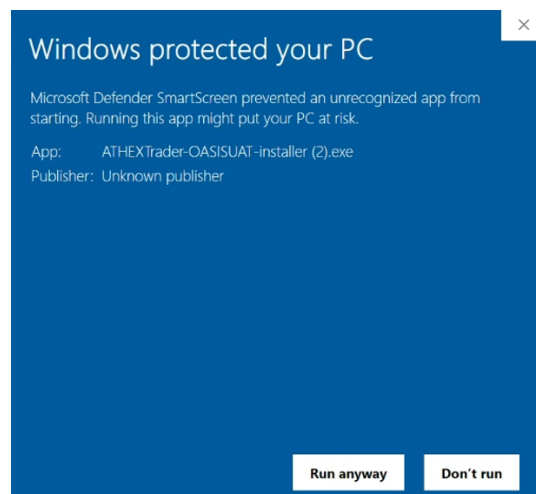 Windows protected your PC
Microsoft Defender SmartScreen prevented an unrecognized app from
starting. Running this app might put your PC at risk.
App: ATHEXTrader-OASISUAT-installer (2).exe
Publisher: Unknown publisher
Run anyway Don't run